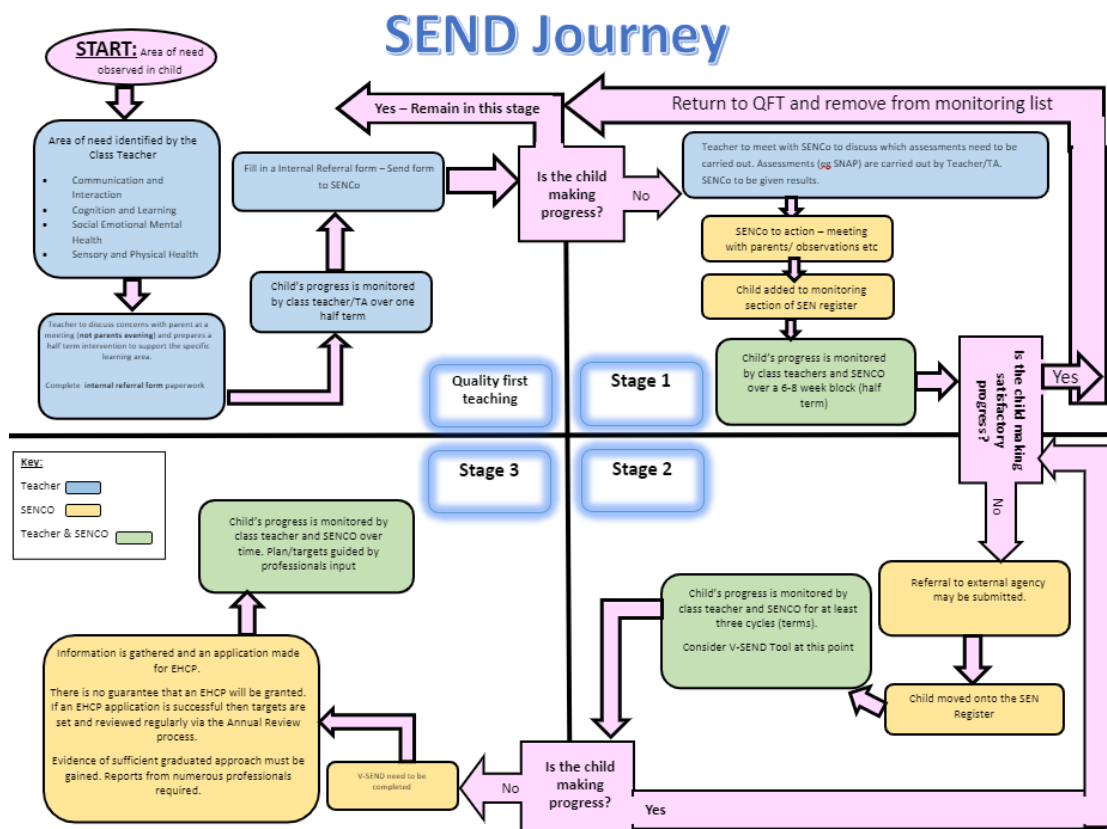 SEND Journey
START: Area of need
observed in child
Area of need identified by the
Class Teacher
• Communication and
Interaction
• Cognition and Learning
• Social Emotional Mental
Health
• Sensory and Physical Health
Teacher to discuss concerns with parent at a
meeting (not parents evening) and prepares a
half term intervention to support the specific
learning area.
Complete internal referral form paperwork
Child's progress is monitored
by class teacher/TA over one
half term
Fill in a Internal Referral form – Send form
to SENCo
Yes – Remain in this stage
Is the child
making
progress?
No
Return to QFT and remove from monitoring list
Teacher to meet with SENCo to discuss which assessments need to be
carried out. Assessments (eg SNAP) are carried out by Teacher/TA.
SENCo to be given results.
SENCo to action – meeting
with parents/ observations etc
Child added to monitoring
section of SEN register
Child's progress is monitored
by class teachers and SENCO
over a 6-8 week block (half
term)
Is the child making
satisfactory
progress?
Yes
No
Quality first
teaching
Stage 1
Stage 3
Stage 2
Key:
Teacher
SENCO
Teacher & SENCO
Referral to external agency
may be submitted.
Child moved onto the SEN
Register
Child's progress is monitored by
class teacher and SENCO for at least
three cycles (terms).
Consider V-SEND Tool at this point
Is the child
making
progress?
Yes
No
V-SEND need to be
completed
Information is gathered and an application made
for EHCP.
There is no guarantee that an EHCP will be granted.
If an EHCP application is successful then targets are
set and reviewed regularly via the Annual Review
process.
Evidence of sufficient graduated approach must be
gained. Reports from numerous professionals
required.
Child's progress is monitored by
class teacher and SENCO over
time. Plan/targets guided by
professionals input